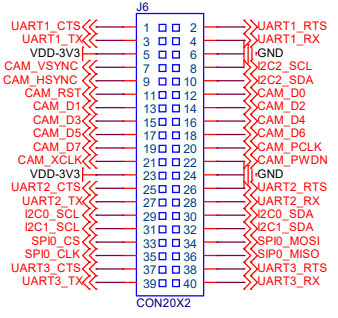 J6
UART1_CTS 1 2 UART1_RTS
UART1_TX 3 4 UART1_RX
VDD-3V3 5 6 GND
CAM_VSYNC 7 8 I2C2_SCL
CAM_HSYNC 9 10 I2C2_SDA
CAM_RST 11 12 CAM_D0
CAM_D1 13 14 CAM_D2
CAM_D3 15 16 CAM_D4
CAM_D5 17 18 CAM_D6
CAM_D7 19 20 CAM_PCLK
CAM_XCLK 21 22 CAM_PWDN
VDD-3V3 23 24 GND
UART2_CTS 25 26 UART2_RTS
UART2_TX 27 28 UART2_RX
I2C0_SCL 29 30 I2C0_SDA
I2C1_SCL 31 32 I2C1_SDA
SPI0_CS 33 34 SPI0_MOSI
SPI0_CLK 35 36 SIP0_MISO
UART3_CTS 37 38 UART3_RTS
UART3_TX 39 40 UART3_RX
CON20X2